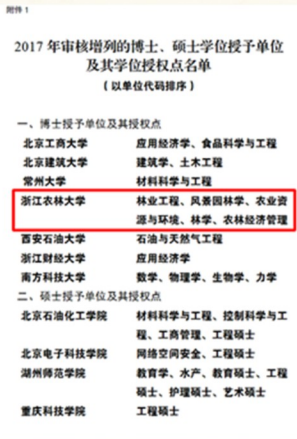 附件 1
2017 年审核增列的博士、硕士学位授予单位
及其学位授权点名单
（以单位代码排序）
一、博士授予单位及其授权点
北京工商大学 应用经济学、食品科学与工程
北京建筑大学 建筑学、土木工程
常州大学 材料科学与工程
浙江农林大学 林业工程、风景园林学、农业资
源与环境、林学、农林经济管理
西安石油大学 石油与天然气工程
浙江财经大学 应用经济学
南方科技大学 数学、物理学、生物学、力学
二、硕士授予单位及其授权点
北京石油化工学院 材料科学与工程、控制科学与工
程、工商管理、工程硕士
北京电子科技学院 网络空间安全、工程硕士
湖州师范学院 教育学、水产、教育硕士、工程
硕士、护理硕士、艺术硕士
重庆科技学院 工程硕士